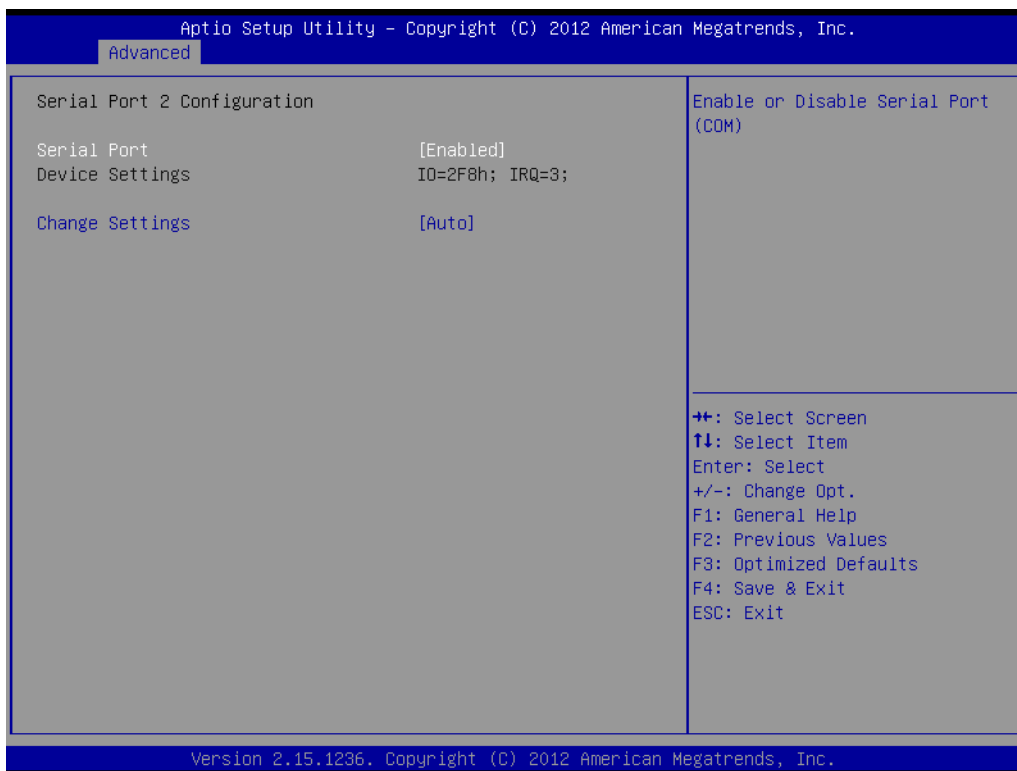 Aptio Setup Utility – Copyright (C) 2012 American Megatrends, Inc.
Advanced
Serial Port 2 Configuration
Serial Port [Enabled]
Device Settings IO=2F8h; IRQ=3;
Change Settings [Auto]
Enable or Disable Serial Port
(COM)
→←: Select Screen
↑↓: Select Item
Enter: Select
+/-: Change Opt.
F1: General Help
F2: Previous Values
F3: Optimized Defaults
F4: Save & Exit
ESC: Exit
Version 2.15.1236. Copyright (C) 2012 American Megatrends, Inc.